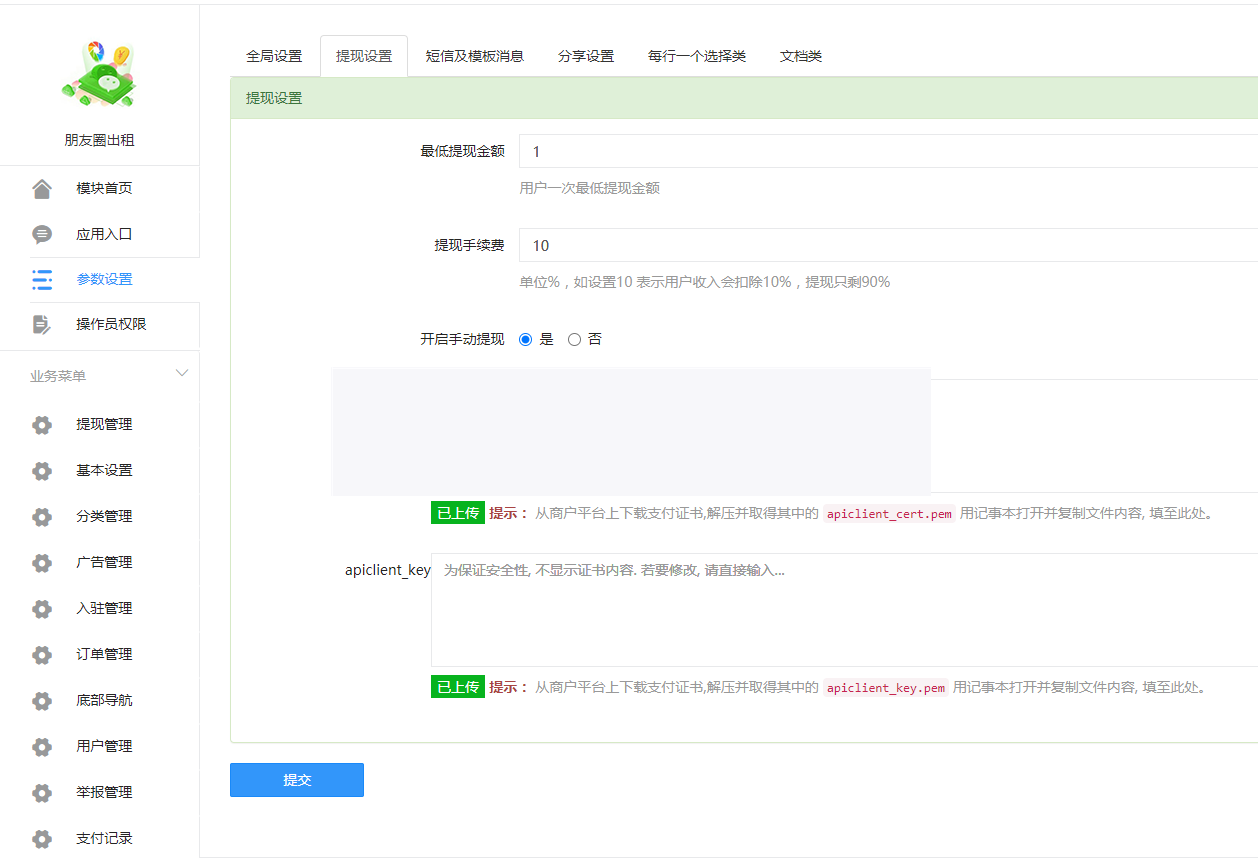 朋友圈出租
模块首页
应用入口
参数设置
操作员权限
业务菜单
提现管理
基本设置
分类管理
广告管理
入驻管理
订单管理
底部导航
用户管理
举报管理
支付记录
全局设置 提现设置 短信及模板消息 分享设置 每行一个选择类 文档类
提现设置
最低提现金额 1
用户一次最低提现金额
提现手续费 10
单位%，如设置10 表示用户收入会扣除10%，提现只剩90%
开启手动提现 是 否
已上传 提示： 从商户平台上下载支付证书,解压并取得其中的 apiclient_cert.pem 用记事本打开并复制文件内容, 填至此处。
apiclient_key 为保证安全性, 不显示证书内容. 若要修改, 请直接输入...
已上传 提示： 从商户平台上下载支付证书,解压并取得其中的 apiclient_key.pem 用记事本打开并复制文件内容, 填至此处。
提交